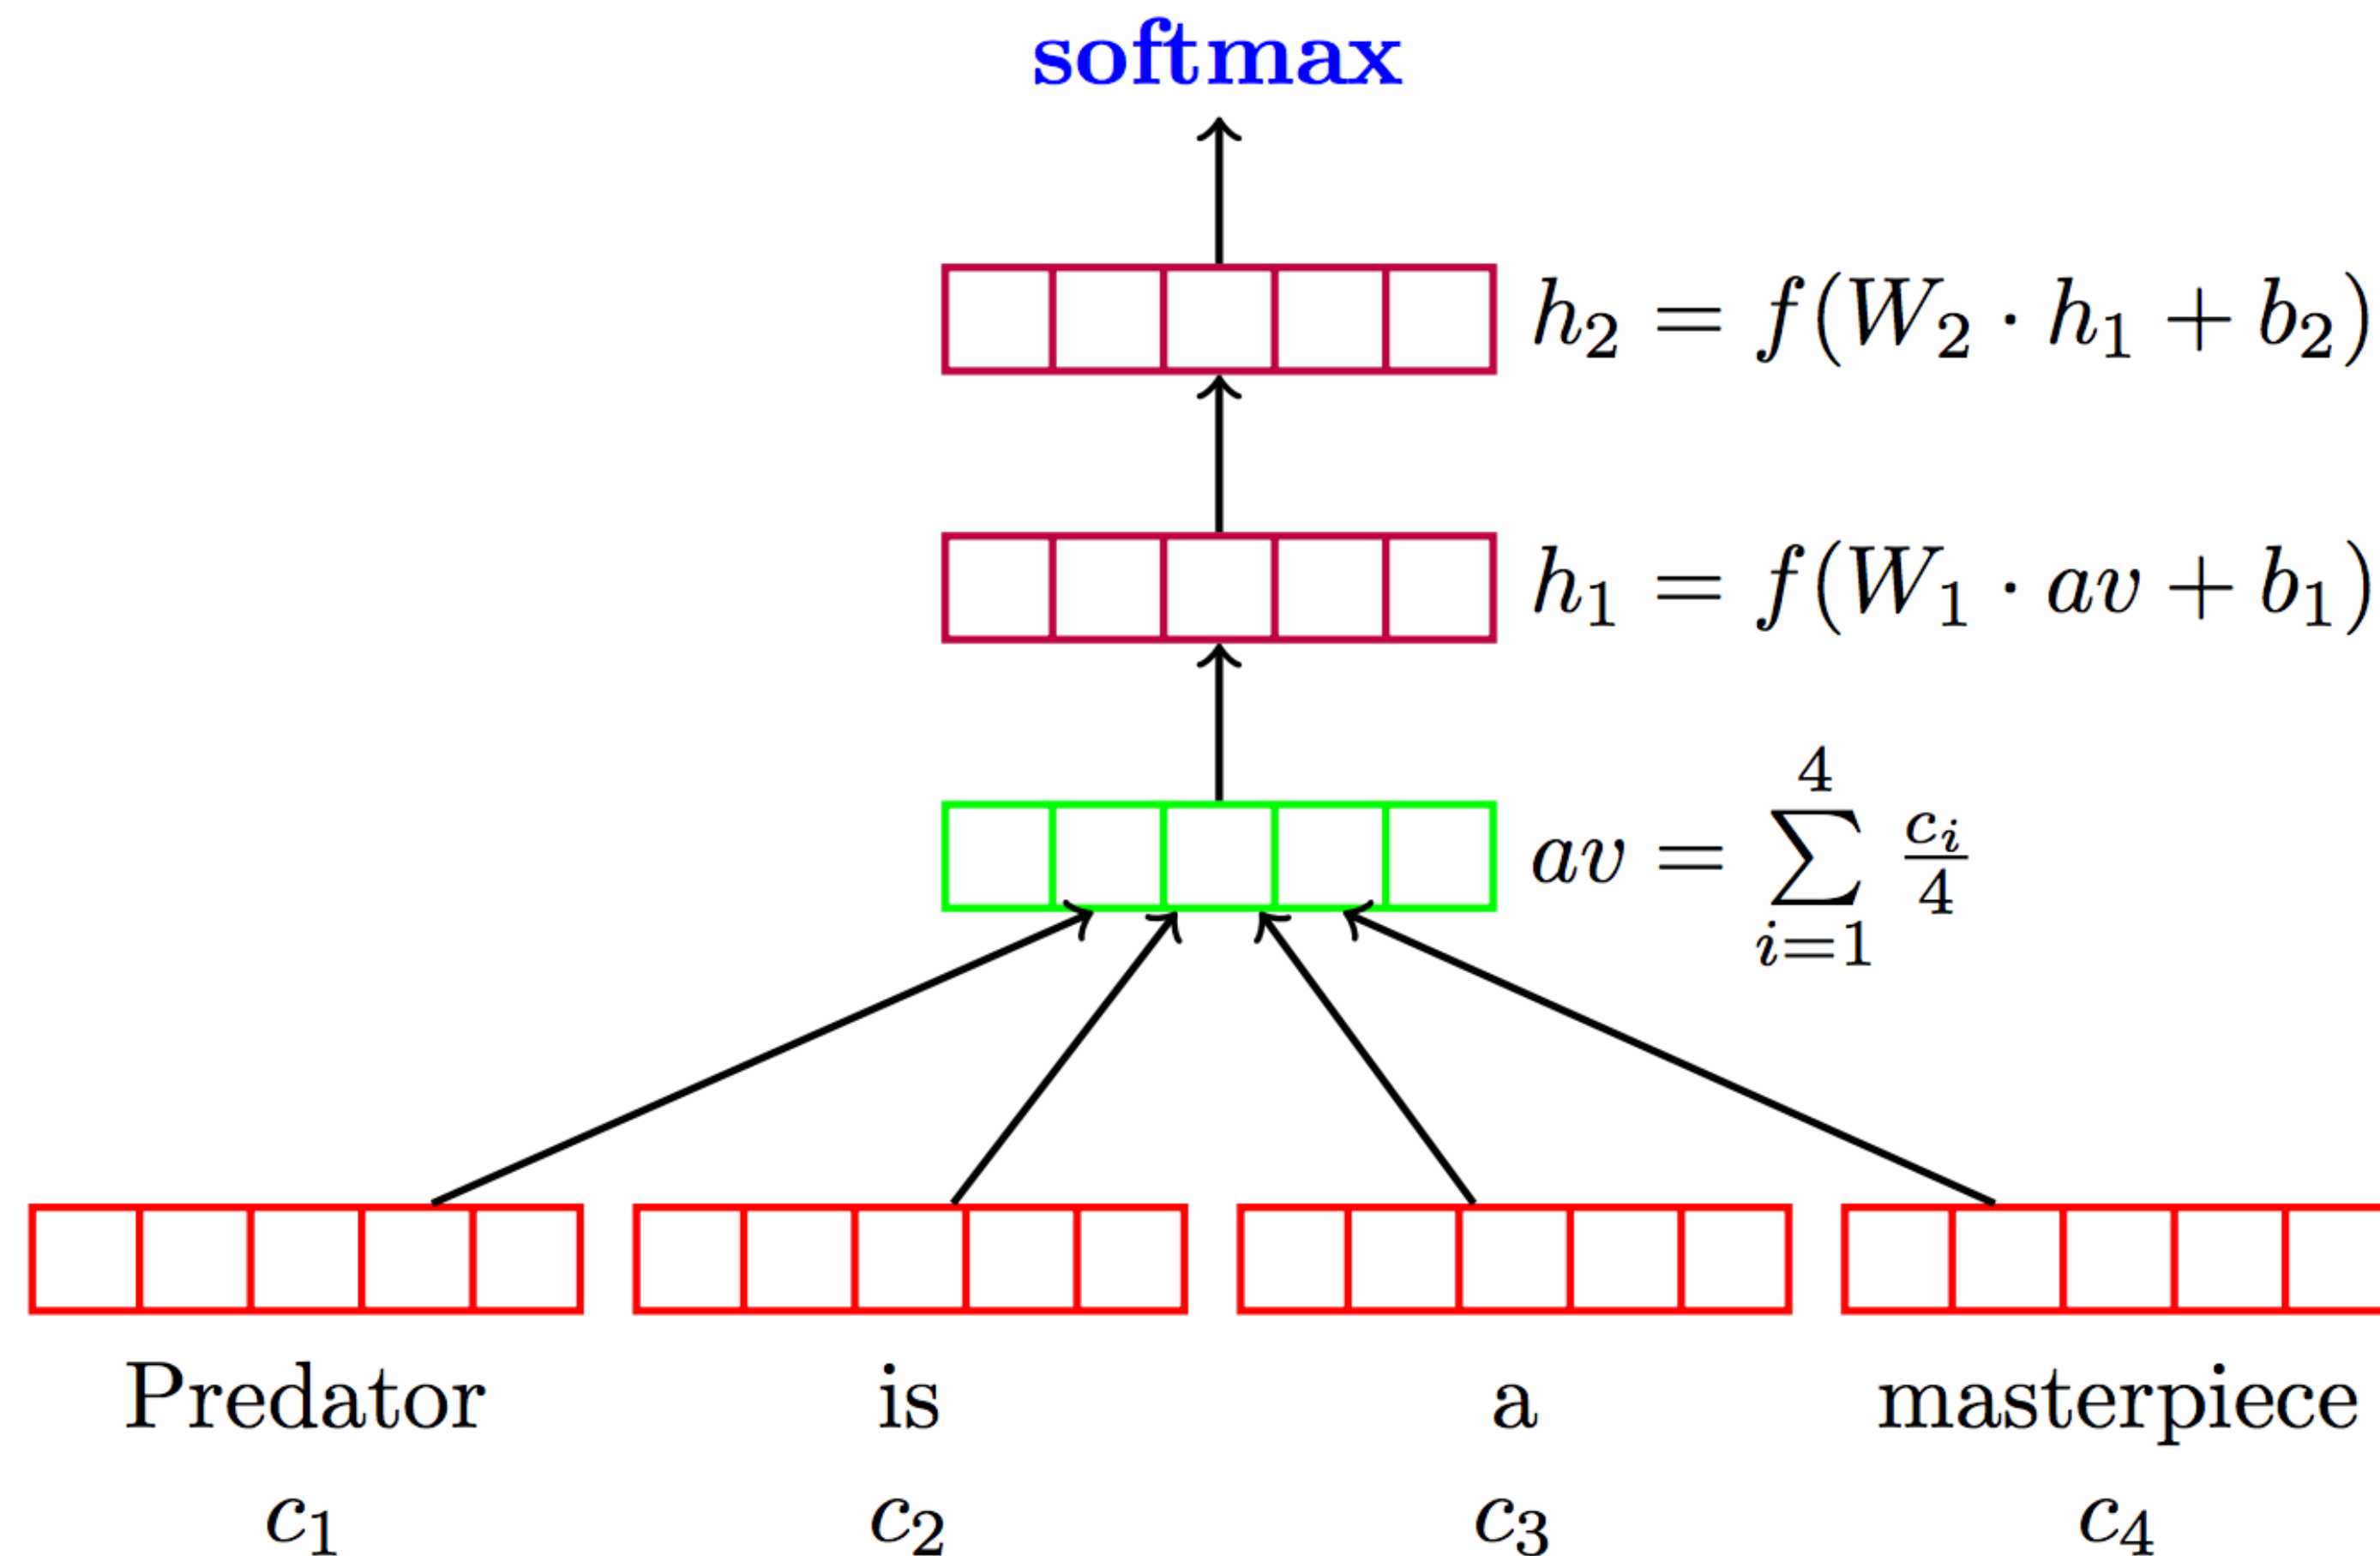 softmax
h₂ = f(W₂ · h₁ + b₂)
h₁ = f(W₁ · av + b₁)
av = ∑_{i=1}^{4} cᵢ/4
Predator is a masterpiece
c₁ c₂ c₃ c₄